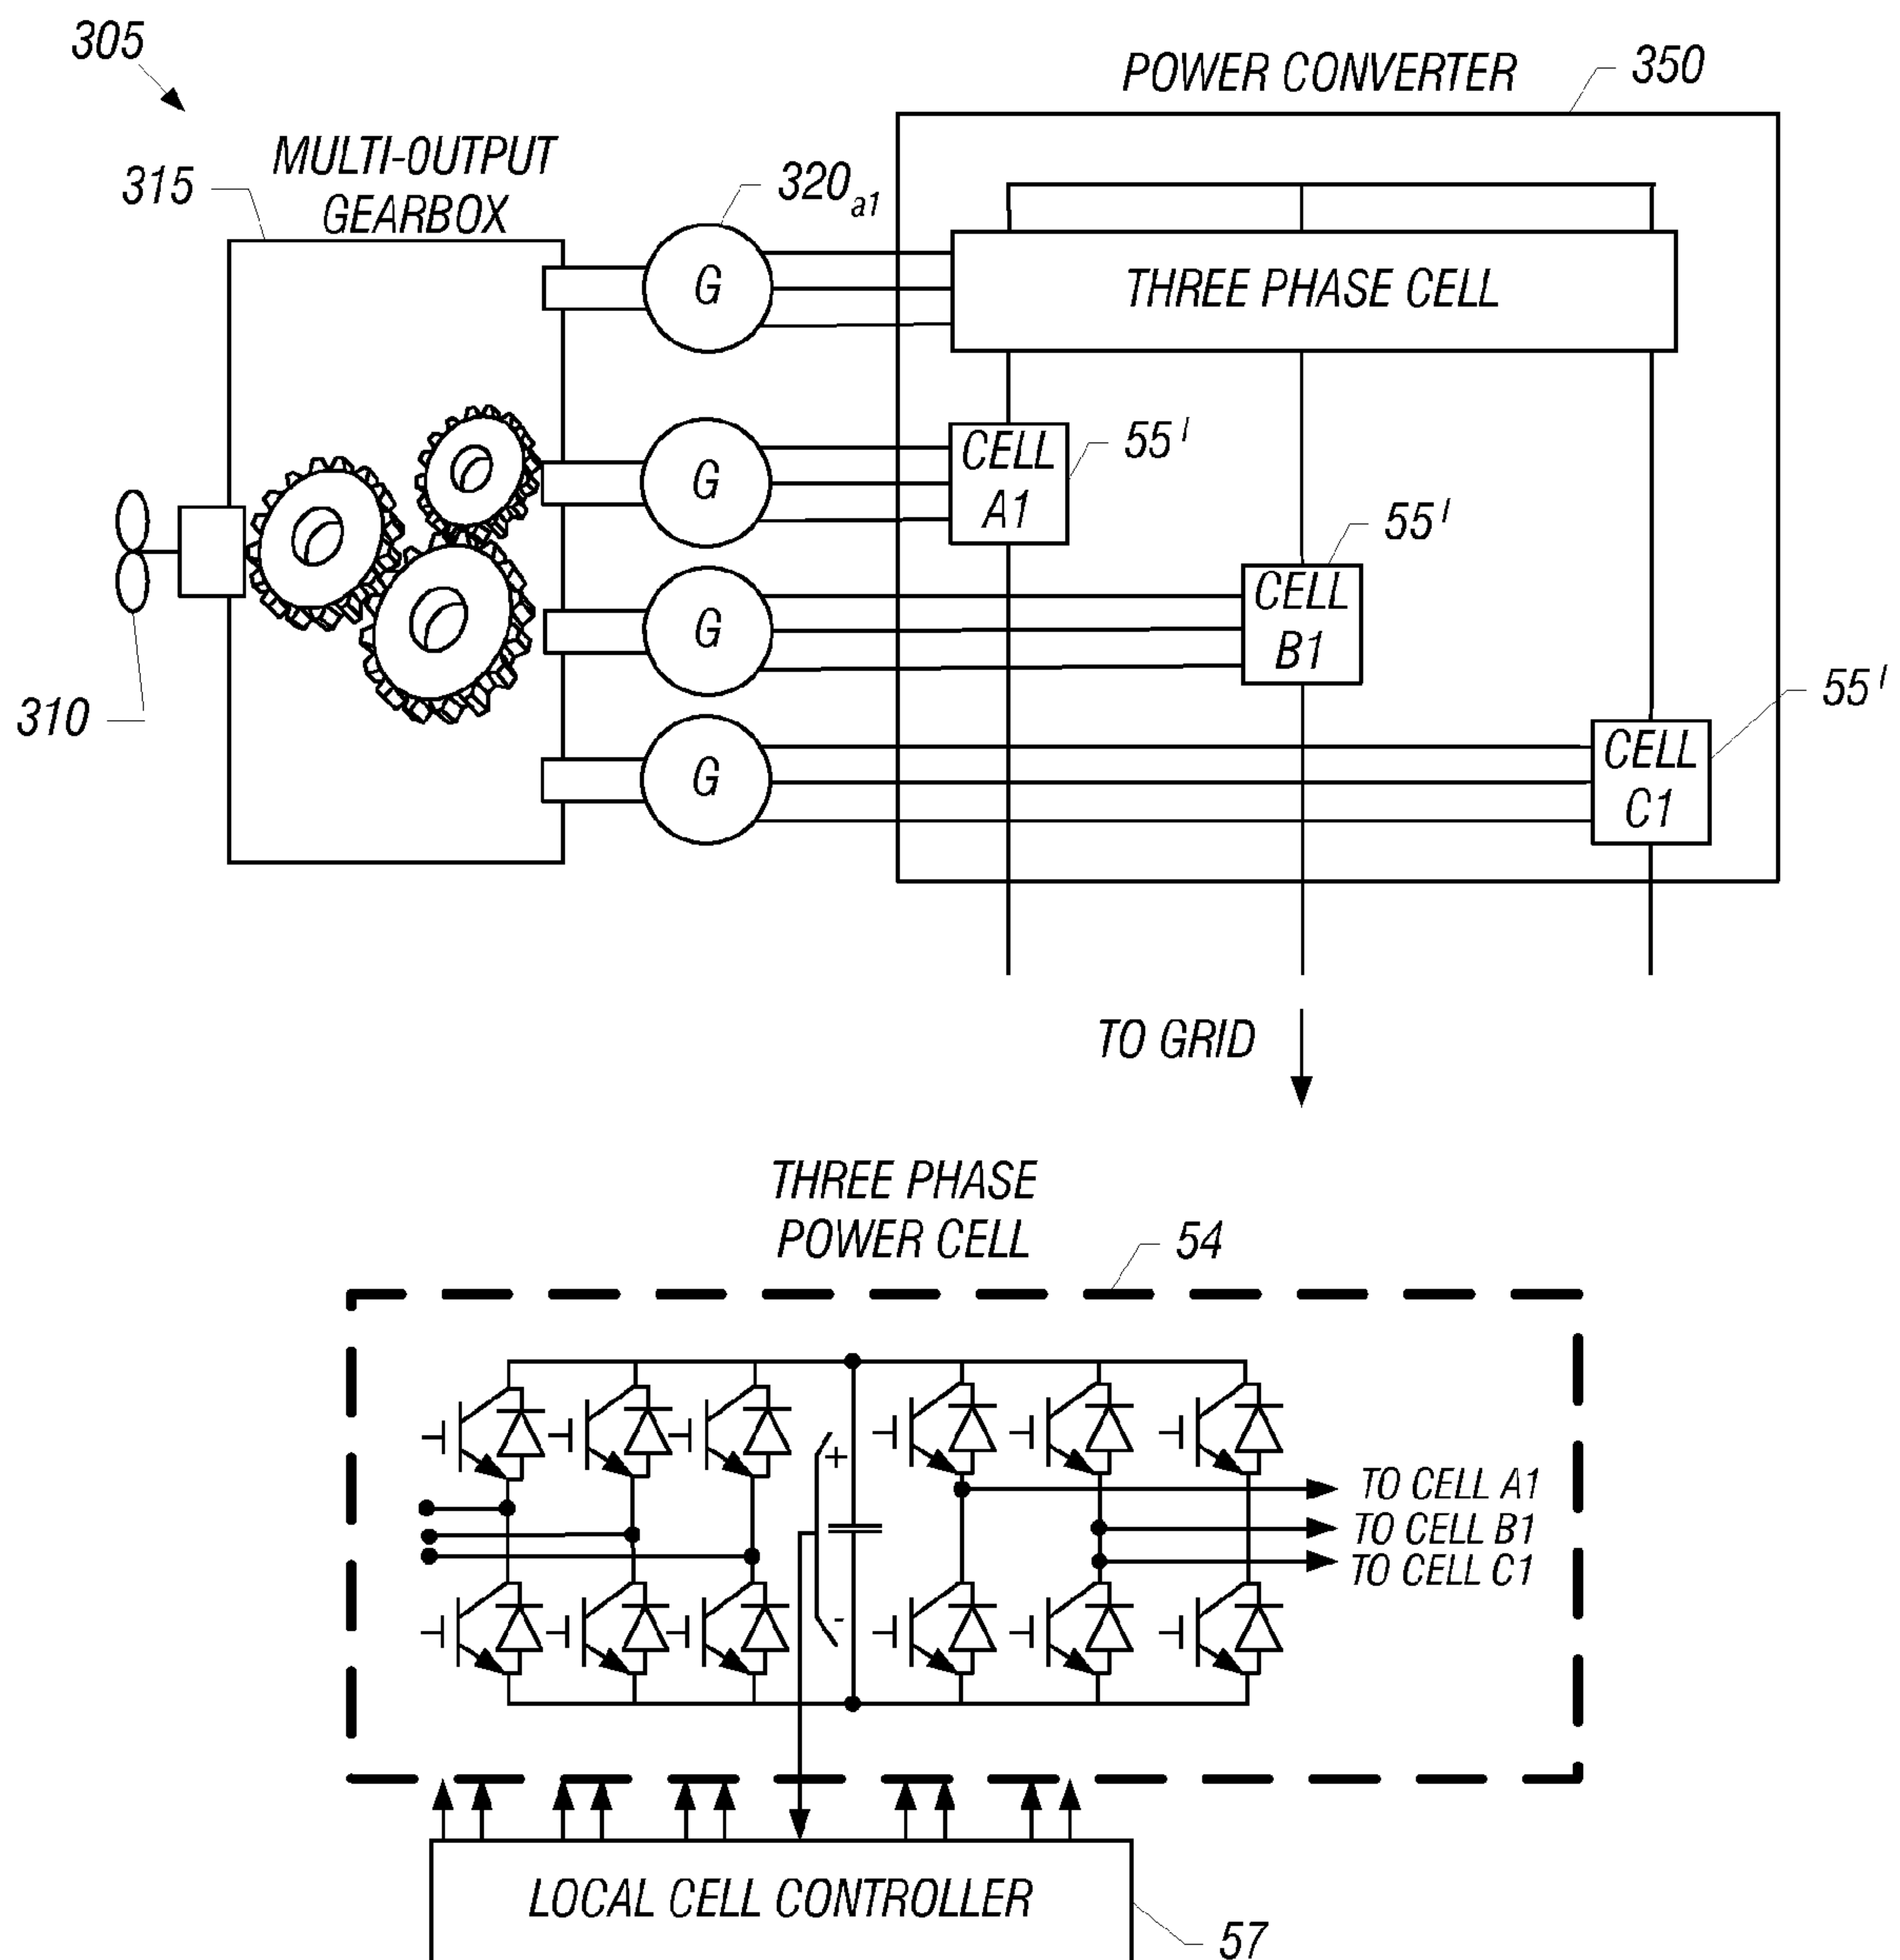 305
POWER CONVERTER
350
MULTI-OUTPUT
GEARBOX
315
320a1
G
THREE PHASE CELL
G
CELL
A1
55'
G
CELL
B1
55'
310
G
CELL
C1
55'
TO GRID
THREE PHASE
POWER CELL
54
+
-
TO CELL A1
TO CELL B1
TO CELL C1
LOCAL CELL CONTROLLER
57